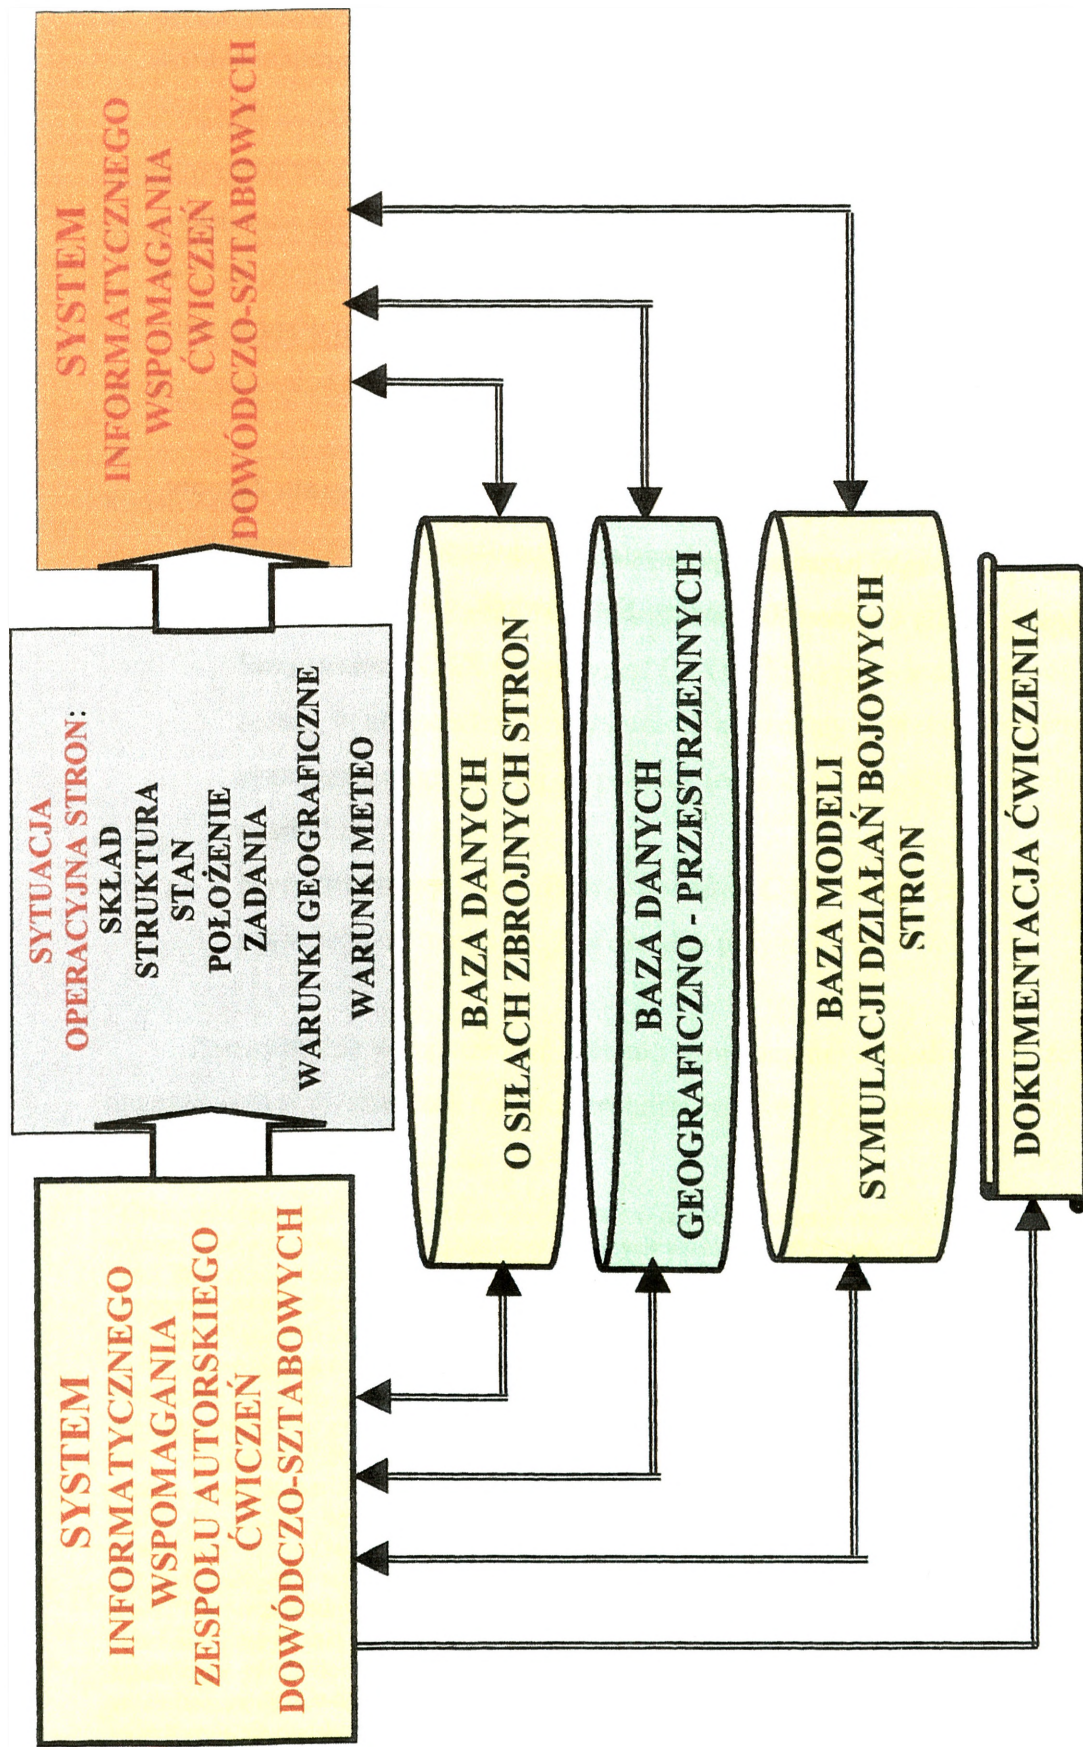 SYSTEM
INFORMATYCZNEGO
WSPOMAGANIA
ZESPOŁU AUTORSKIEGO
ĆWICZEŃ
DOWÓDCZO-SZTABOWYCH
SYTUACJA
OPERACYJNA STRON:
SKŁAD
STRUKTURA
STAN
POŁOŻENIE
ZADANIA
WARUNKI GEOGRAFICZNE
WARUNKI METEO
SYSTEM
INFORMATYCZNEGO
WSPOMAGANIA
ĆWICZEŃ
DOWÓDCZO-SZTABOWYCH
BAZA DANYCH
O SIŁACH ZBROJNYCH STRON
BAZA DANYCH
GEOGRAFICZNO - PRZESTRZENNYCH
BAZA MODELI
SYMULACJI DZIAŁAŃ BOJOWYCH
STRON
DOKUMENTACJA ĆWICZENIA